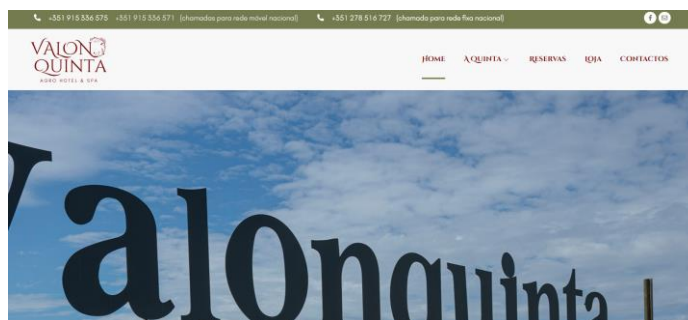 +351 915 336 575 +351 915 336 571 (chamadas para rede móvel nacional) +351 278 516 727 (chamada para rede fixa nacional)
VALON
QUINTA
AGRO HOTEL & SPA
HOME A QUINTA RESERVAS LOJA CONTACTOS
Valonquinta